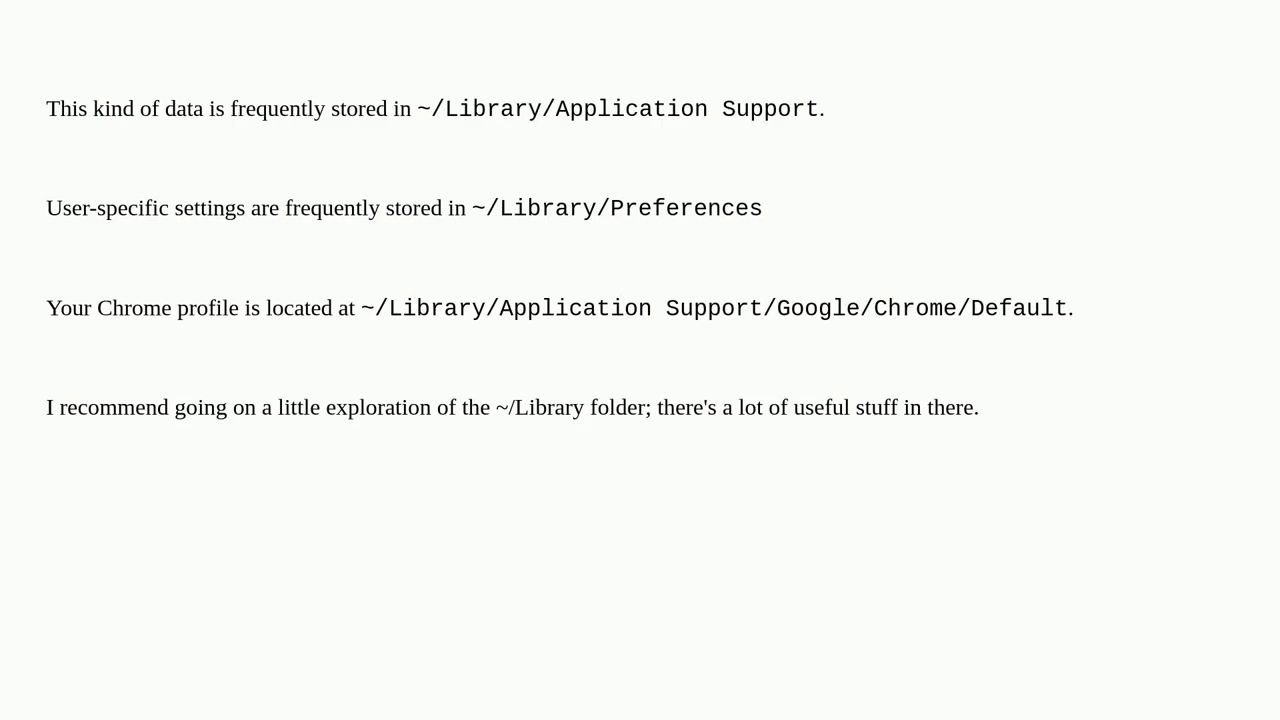 This kind of data is frequently stored in ~/Library/Application Support.
User-specific settings are frequently stored in ~/Library/Preferences
Your Chrome profile is located at ~/Library/Application Support/Google/Chrome/Default.
I recommend going on a little exploration of the ~/Library folder; there's a lot of useful stuff in there.